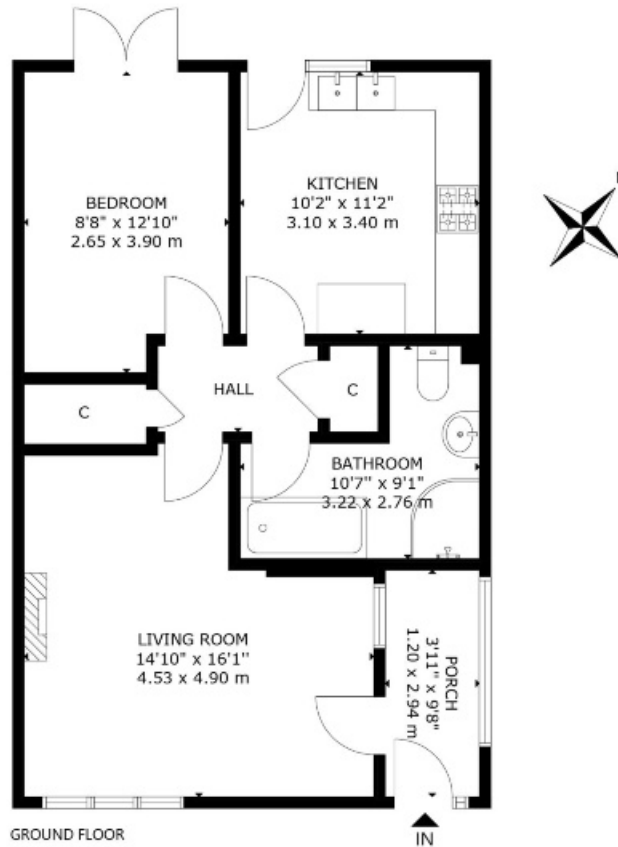 BEDROOM
8'8" x 12'10"
2.65 x 3.90 m
KITCHEN
10'2" x 11'2"
3.10 x 3.40 m
HALL
C
C
BATHROOM
10'7" x 9'1"
3.22 x 2.76 m
LIVING ROOM
14'10" x 16'1"
4.53 x 4.90 m
PORCH
3'11" x 9'8"
1.20 x 2.94 m
GROUND FLOOR
IN